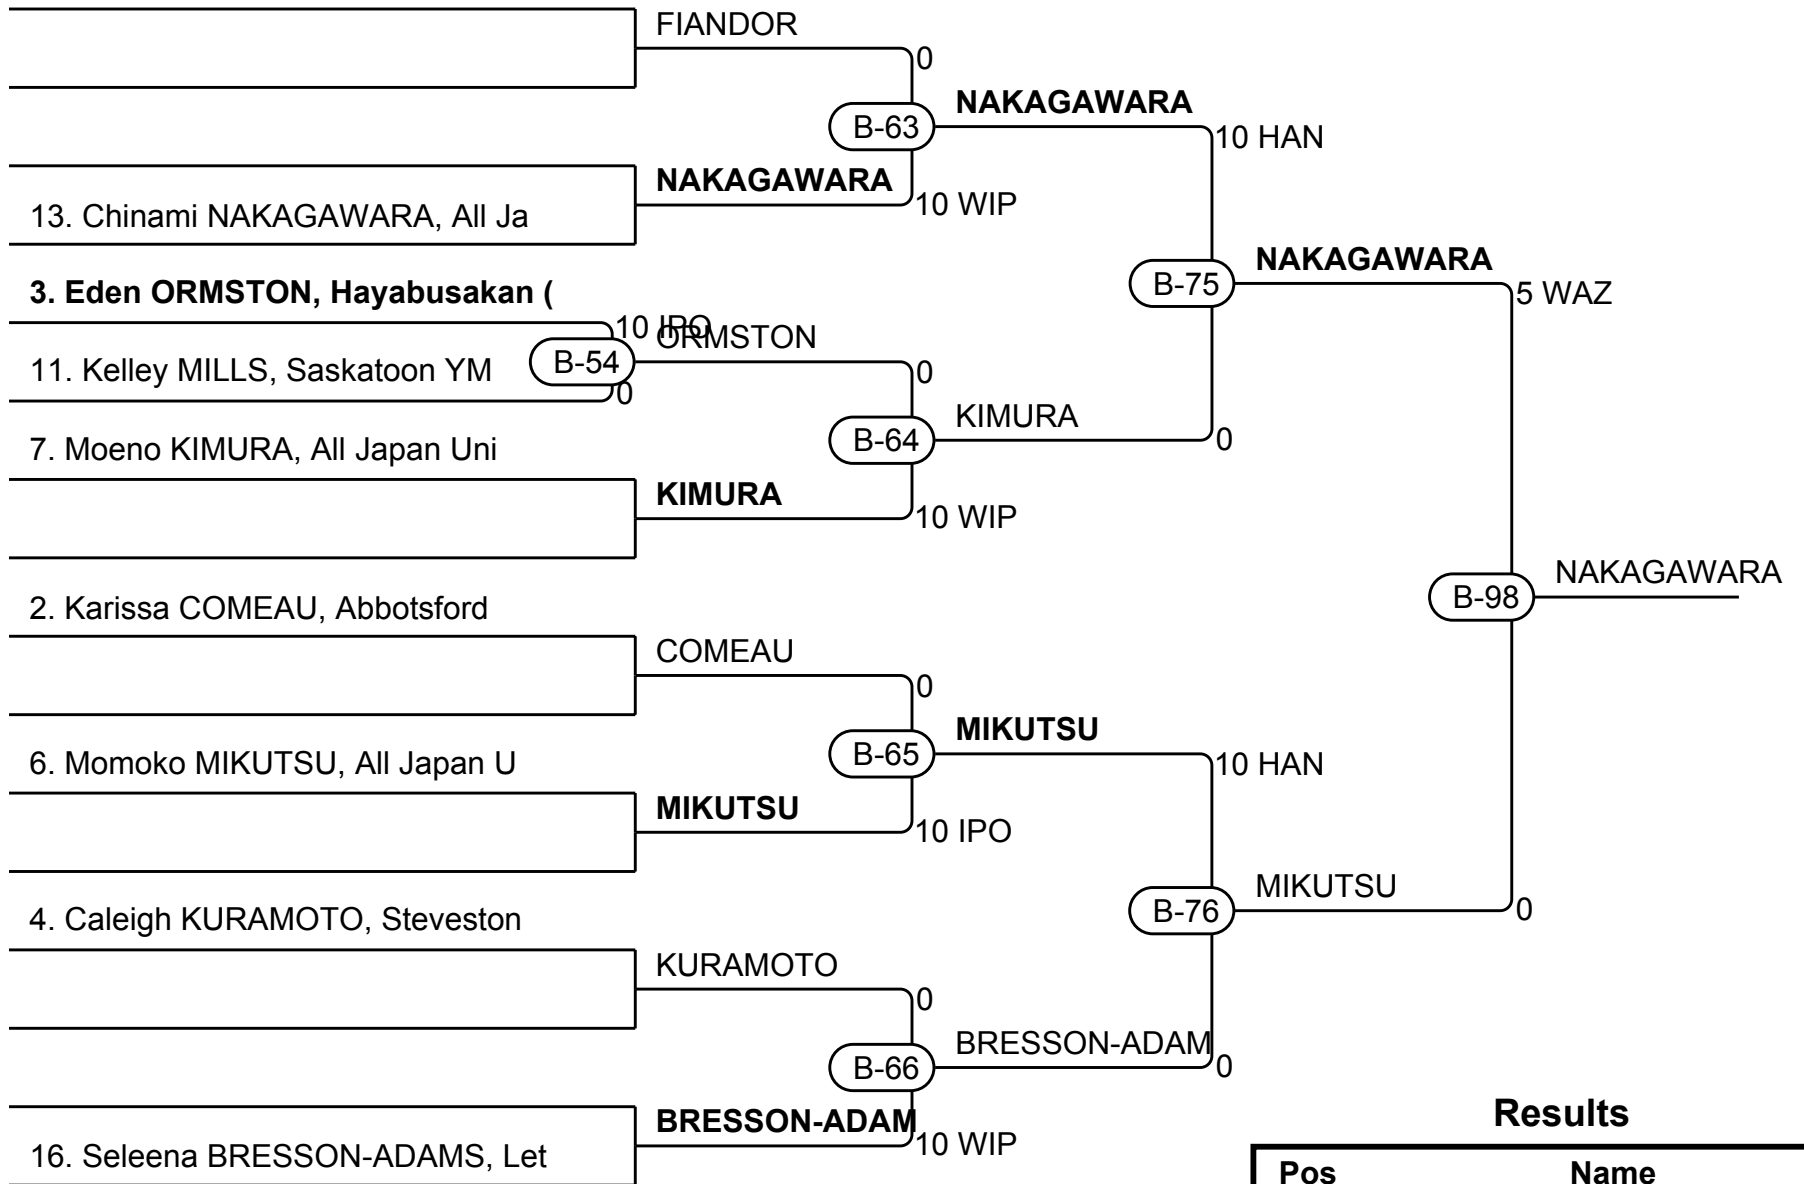 FIANDOR
0
NAKAGAWARA
B-63
10 HAN
NAKAGAWARA
10 WIP
13. Chinami NAKAGAWARA, All Ja
NAKAGAWARA
3. Eden ORMSTON, Hayabusakan (
B-75
5 WAZ
10 IPO
ORMSTON
11. Kelley MILLS, Saskatoon YM
B-54
0
0
KIMURA
7. Moeno KIMURA, All Japan Uni
B-64
0
KIMURA
10 WIP
NAKAGAWARA
2. Karissa COMEAU, Abbotsford
B-98
COMEAU
0
MIKUTSU
6. Momoko MIKUTSU, All Japan U
B-65
10 HAN
MIKUTSU
10 IPO
MIKUTSU
4. Caleigh KURAMOTO, Steveston
B-76
0
KURAMOTO
0
BRESSON-ADAM
B-66
0
Results
BRESSON-ADAM
10 WIP
16. Seleena BRESSON-ADAMS, Let
Pos Name